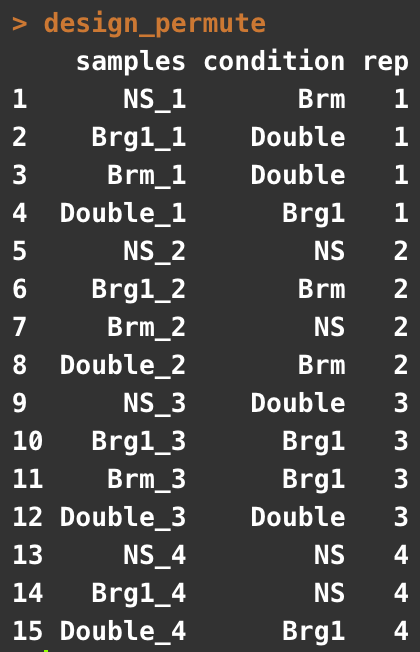 > design_permute
samples condition rep
1 NS_1 Brm 1
2 Brg1_1 Double 1
3 Brm_1 Double 1
4 Double_1 Brg1 1
5 NS_2 NS 2
6 Brg1_2 Brm 2
7 Brm_2 NS 2
8 Double_2 Brm 2
9 NS_3 Double 3
10 Brg1_3 Brg1 3
11 Brm_3 Brg1 3
12 Double_3 Double 3
13 NS_4 NS 4
14 Brg1_4 NS 4
15 Double_4 Brg1 4